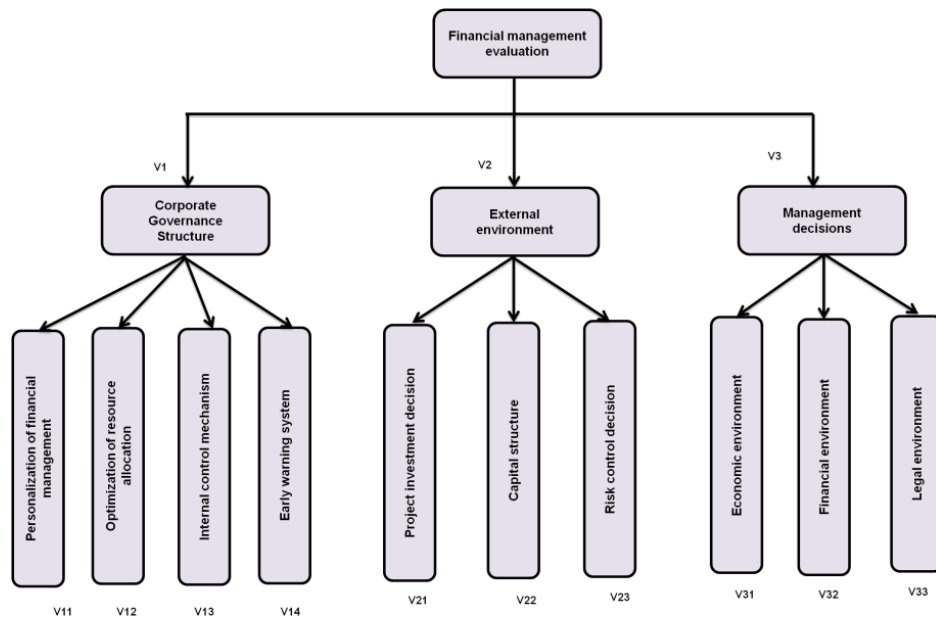 Financial management
evaluation
V1
V2
V3
Corporate
Governance
Structure
External
environment
Management
decisions
Personalization of financial
management
Optimization of resource
allocation
Internal control mechanism
Early warning system
Project investment decision
Capital structure
Risk control decision
Economic environment
Financial environment
Legal environment
V11
V12
V13
V14
V21
V22
V23
V31
V32
V33